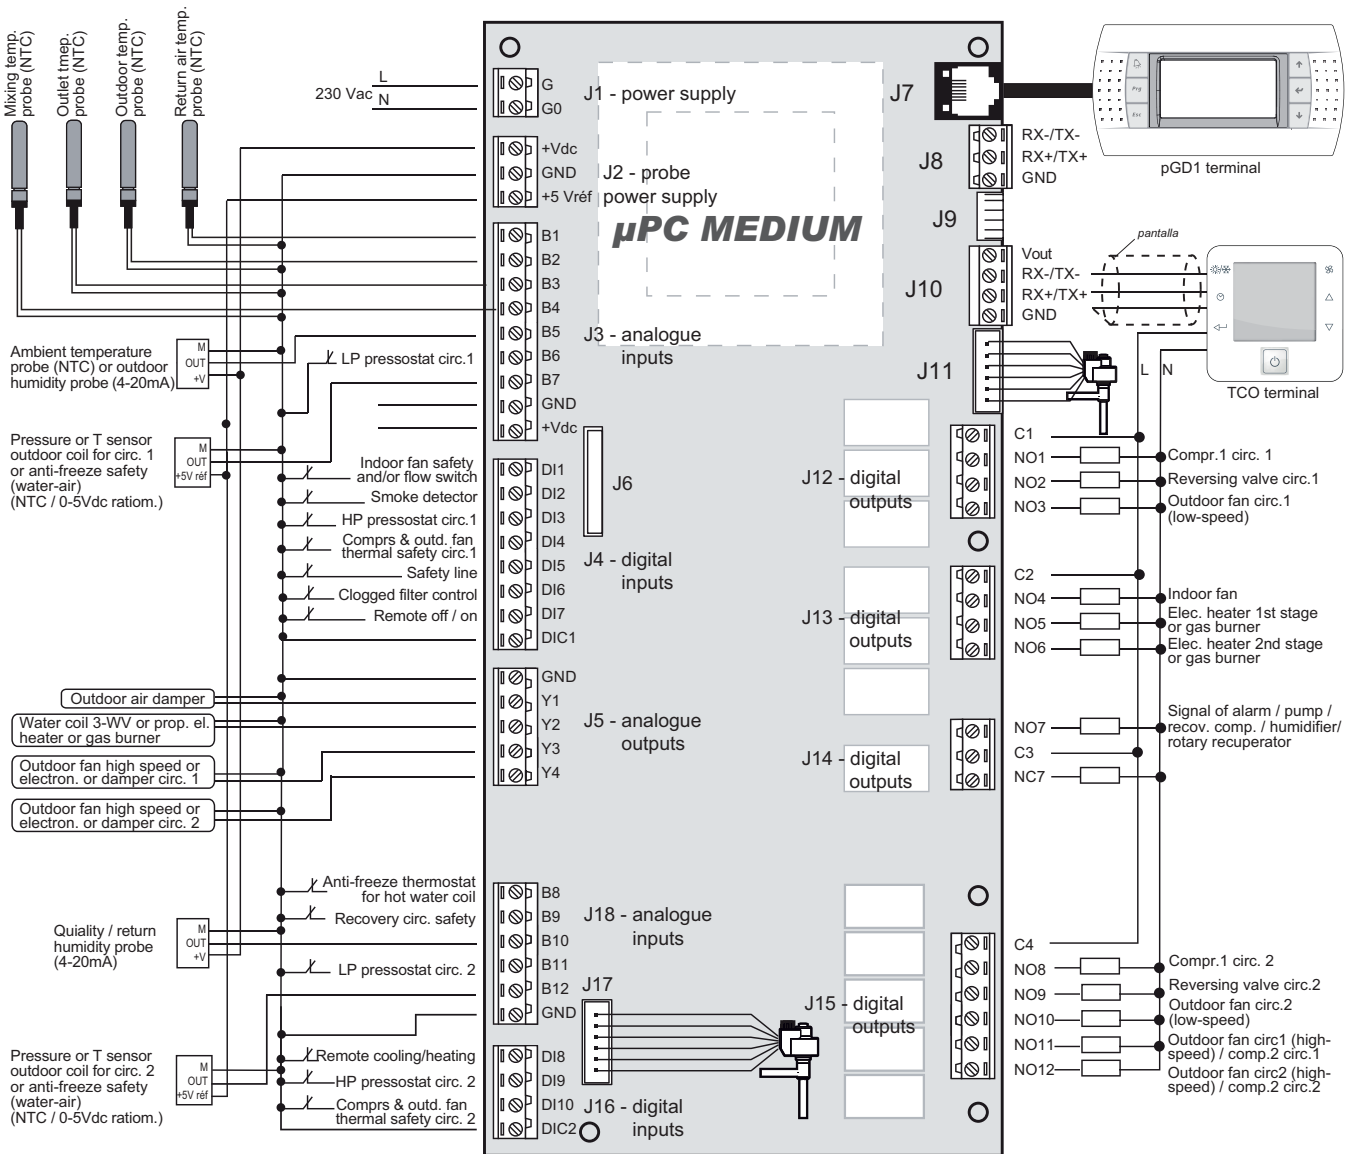 Mixing temp.
probe (NTC)
Outlet tmep.
probe (NTC)
Outdoor temp.
probe (NTC)
Return air temp.
probe (NTC)
230 Vac
L
N
G
G0
J1 - power supply
+Vdc
GND
+5 Vréf
J2 - probe
power supply
µPC MEDIUM
B1
B2
B3
B4
B5
B6
B7
GND
+Vdc
J3 - analogue
inputs
Ambient temperature
probe (NTC) or outdoor
humidity probe (4-20mA)
M
OUT
+V
LP pressostat circ.1
Pressure or T sensor
outdoor coil for circ. 1
or anti-freeze safety
(water-air)
(NTC / 0-5Vdc ratiom.)
M
OUT
+5V réf
Indoor fan safety
and/or flow switch
Smoke detector
HP pressostat circ.1
Comprs & outd. fan
thermal safety circ.1
Safety line
Clogged filter control
Remote off / on
DI1
DI2
DI3
DI4
DI5
DI6
DI7
DIC1
J6
J4 - digital
inputs
Outdoor air damper
Water coil 3-WV or prop. el.
heater or gas burner
Outdoor fan high speed or
electron. or damper circ. 1
Outdoor fan high speed or
electron. or damper circ. 2
GND
Y1
Y2
Y3
Y4
J5 - analogue
outputs
Anti-freeze thermostat
for hot water coil
Recovery circ. safety
Quiality / return
humidity probe
(4-20mA)
M
OUT
+V
LP pressostat circ. 2
B8
B9
B10
B11
B12
GND
J18 - analogue
inputs
J17
Pressure or T sensor
outdoor coil for circ. 2
or anti-freeze safety
(water-air)
(NTC / 0-5Vdc ratiom.)
M
OUT
+5V réf
Remote cooling/heating
HP pressostat circ. 2
Comprs & outd. fan
thermal safety circ. 2
DI8
DI9
DI10
DIC2
J16 - digital
inputs
J7
Prg
Esc
pGD1 terminal
J8
RX-/TX-
RX+/TX+
GND
J9
J10
Vout
RX-/TX-
RX+/TX+
GND
pantalla
TCO terminal
J11
L
N
J12 - digital
outputs
C1
NO1
NO2
NO3
Compr.1 circ. 1
Reversing valve circ.1
Outdoor fan circ.1
(low-speed)
J13 - digital
outputs
C2
NO4
NO5
NO6
Indoor fan
Elec. heater 1st stage
or gas burner
Elec. heater 2nd stage
or gas burner
J14 - digital
outputs
NO7
C3
NC7
Signal of alarm / pump /
recov. comp. / humidifier/
rotary recuperator
J15 - digital
outputs
C4
NO8
NO9
NO10
NO11
NO12
Compr.1 circ. 2
Reversing valve circ.2
Outdoor fan circ.2
(low-speed)
Outdoor fan circ1 (high-
speed) / comp.2 circ.1
Outdoor fan circ2 (high-
speed) / comp.2 circ.2